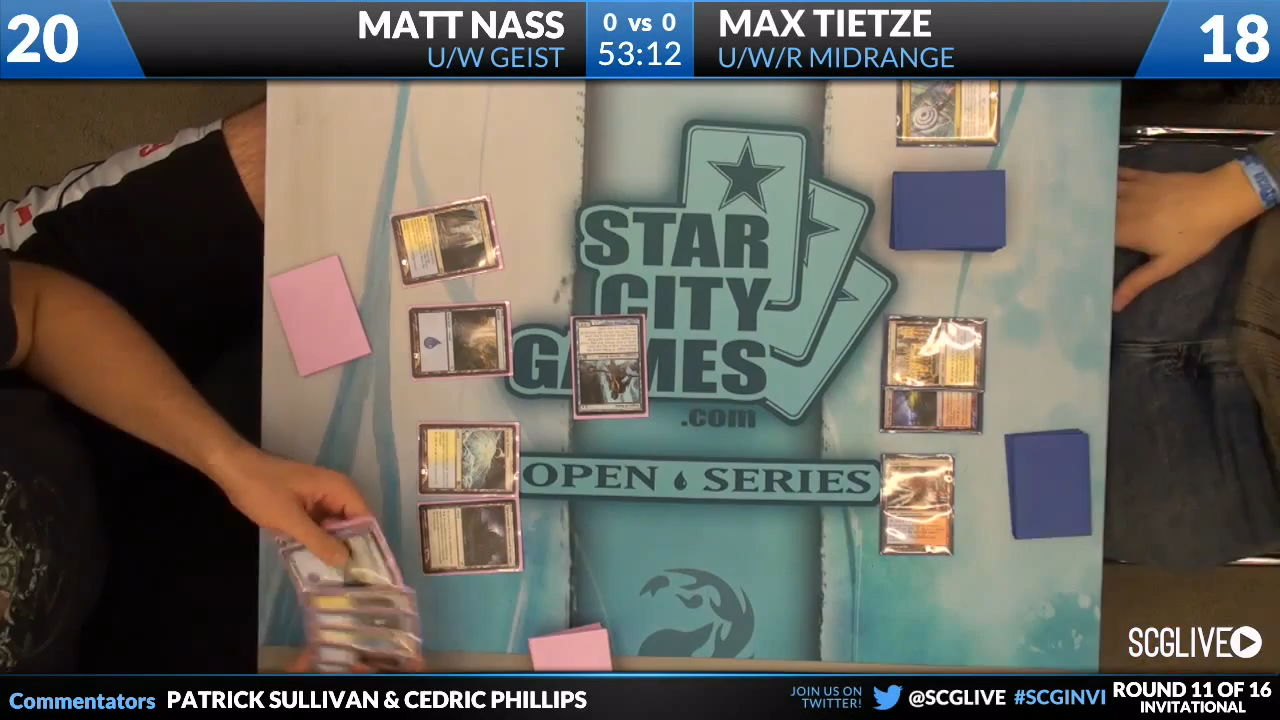 20
MATT NASS
U/W GEIST
0 vs 0
53:12
MAX TIETZE
U/W/R MIDRANGE
18
STAR
CITY
GAMES
.com
OPEN SERIES
SCGLIVE
Commentators PATRICK SULLIVAN & CEDRIC PHILLIPS
JOIN US ON
TWITTER!
@SCGLIVE #SCGINVI
ROUND 11 OF 16
INVITATIONAL